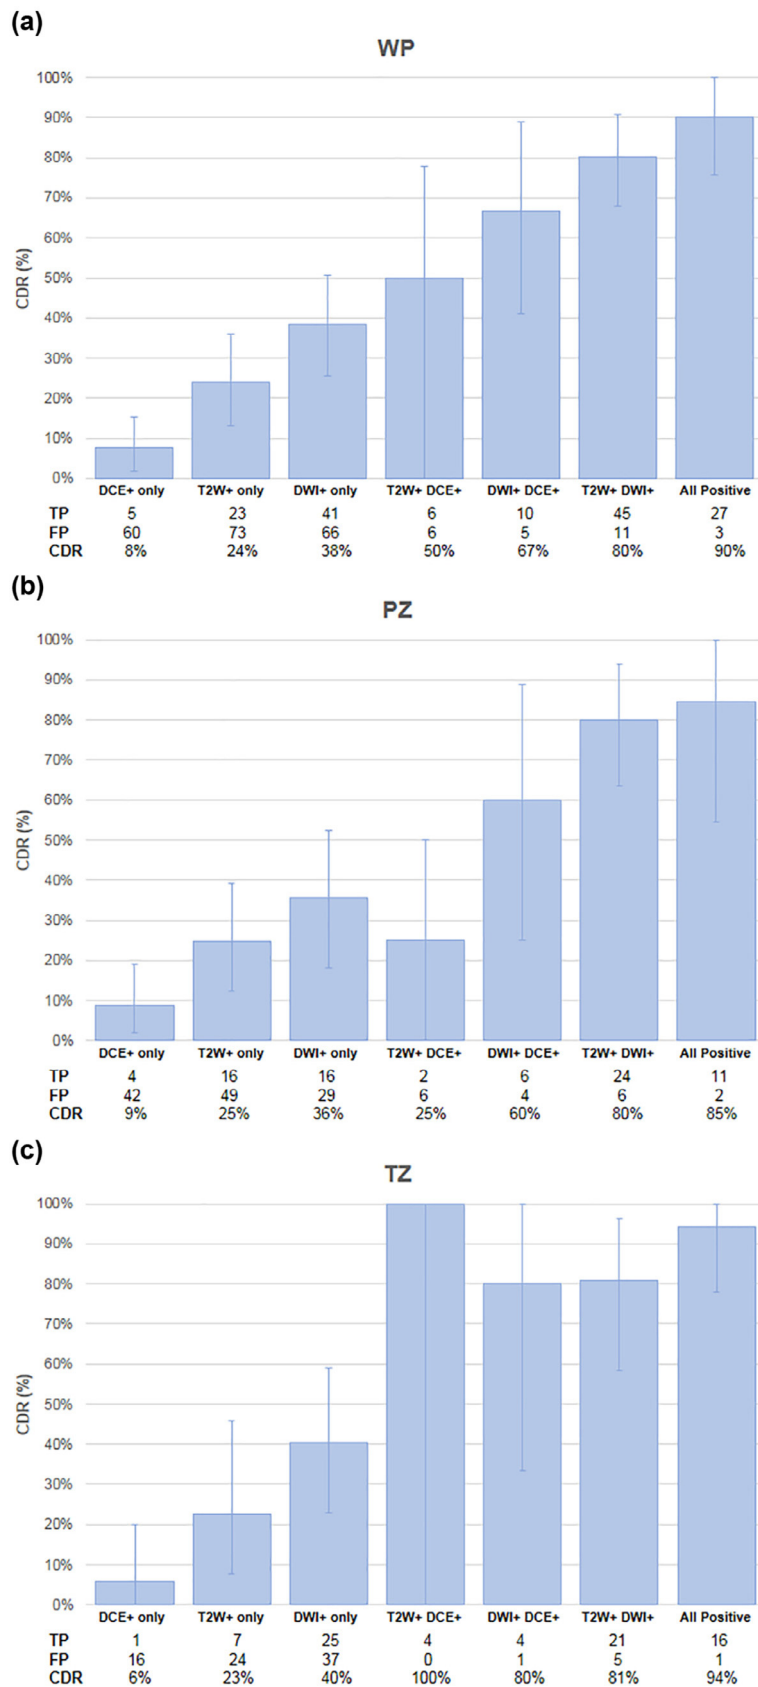 (a)
WP
100%
90%
80%
70%
60%
50%
40%
30%
20%
10%
0%
CDR (%)
DCE+ only T2W+ only DWI+ only T2W+ DCE+ DWI+ DCE+ T2W+ DWI+ All Positive
TP 5 23 41 6 10 45 27
FP 60 73 66 6 5 11 3
CDR 8% 24% 38% 50% 67% 80% 90%
(b)
PZ
100%
90%
80%
70%
60%
50%
40%
30%
20%
10%
0%
CDR (%)
DCE+ only T2W+ only DWI+ only T2W+ DCE+ DWI+ DCE+ T2W+ DWI+ All Positive
TP 4 16 16 2 6 24 11
FP 42 49 29 6 4 6 2
CDR 9% 25% 36% 25% 60% 80% 85%
(c)
TZ
100%
90%
80%
70%
60%
50%
40%
30%
20%
10%
0%
CDR (%)
DCE+ only T2W+ only DWI+ only T2W+ DCE+ DWI+ DCE+ T2W+ DWI+ All Positive
TP 1 7 25 4 4 21 16
FP 16 24 37 0 1 5 1
CDR 6% 23% 40% 100% 80% 81% 94%